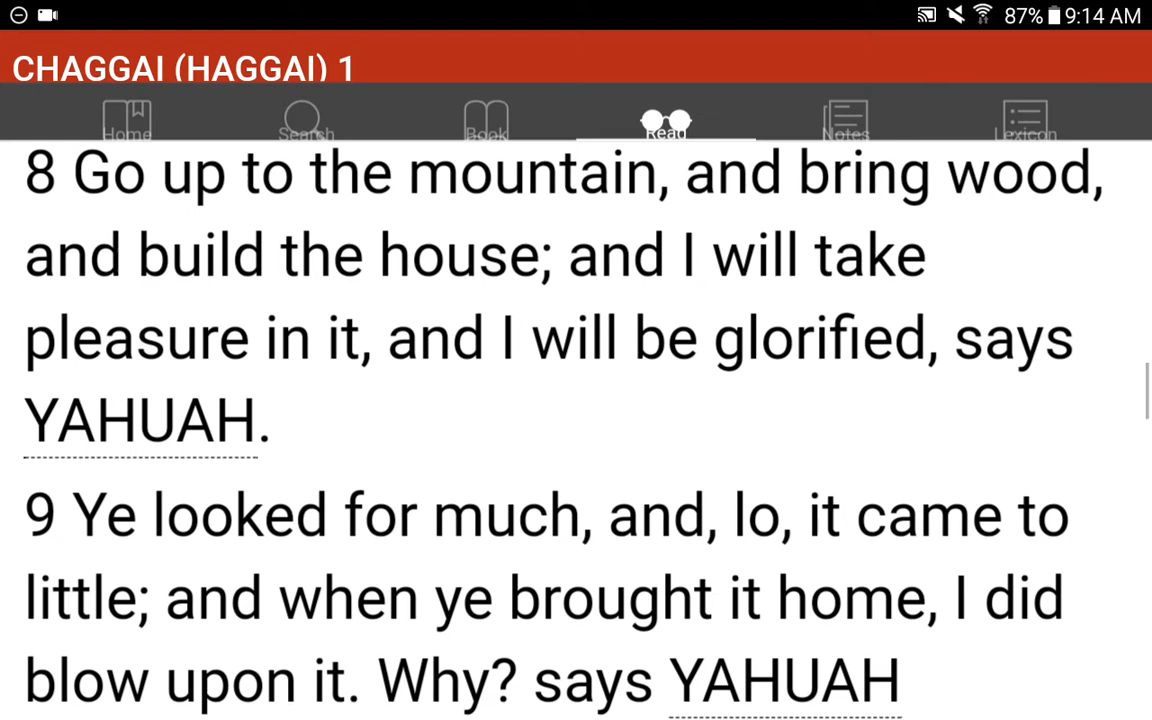 87% 9:14 AM
CHAGGAI (HAGGAI) 1
Home Search Book Read Notes Lexicon
8 Go up to the mountain, and bring wood,
and build the house; and I will take
pleasure in it, and I will be glorified, says
YAHUAH.
9 Ye looked for much, and, lo, it came to
little; and when ye brought it home, I did
blow upon it. Why? says YAHUAH